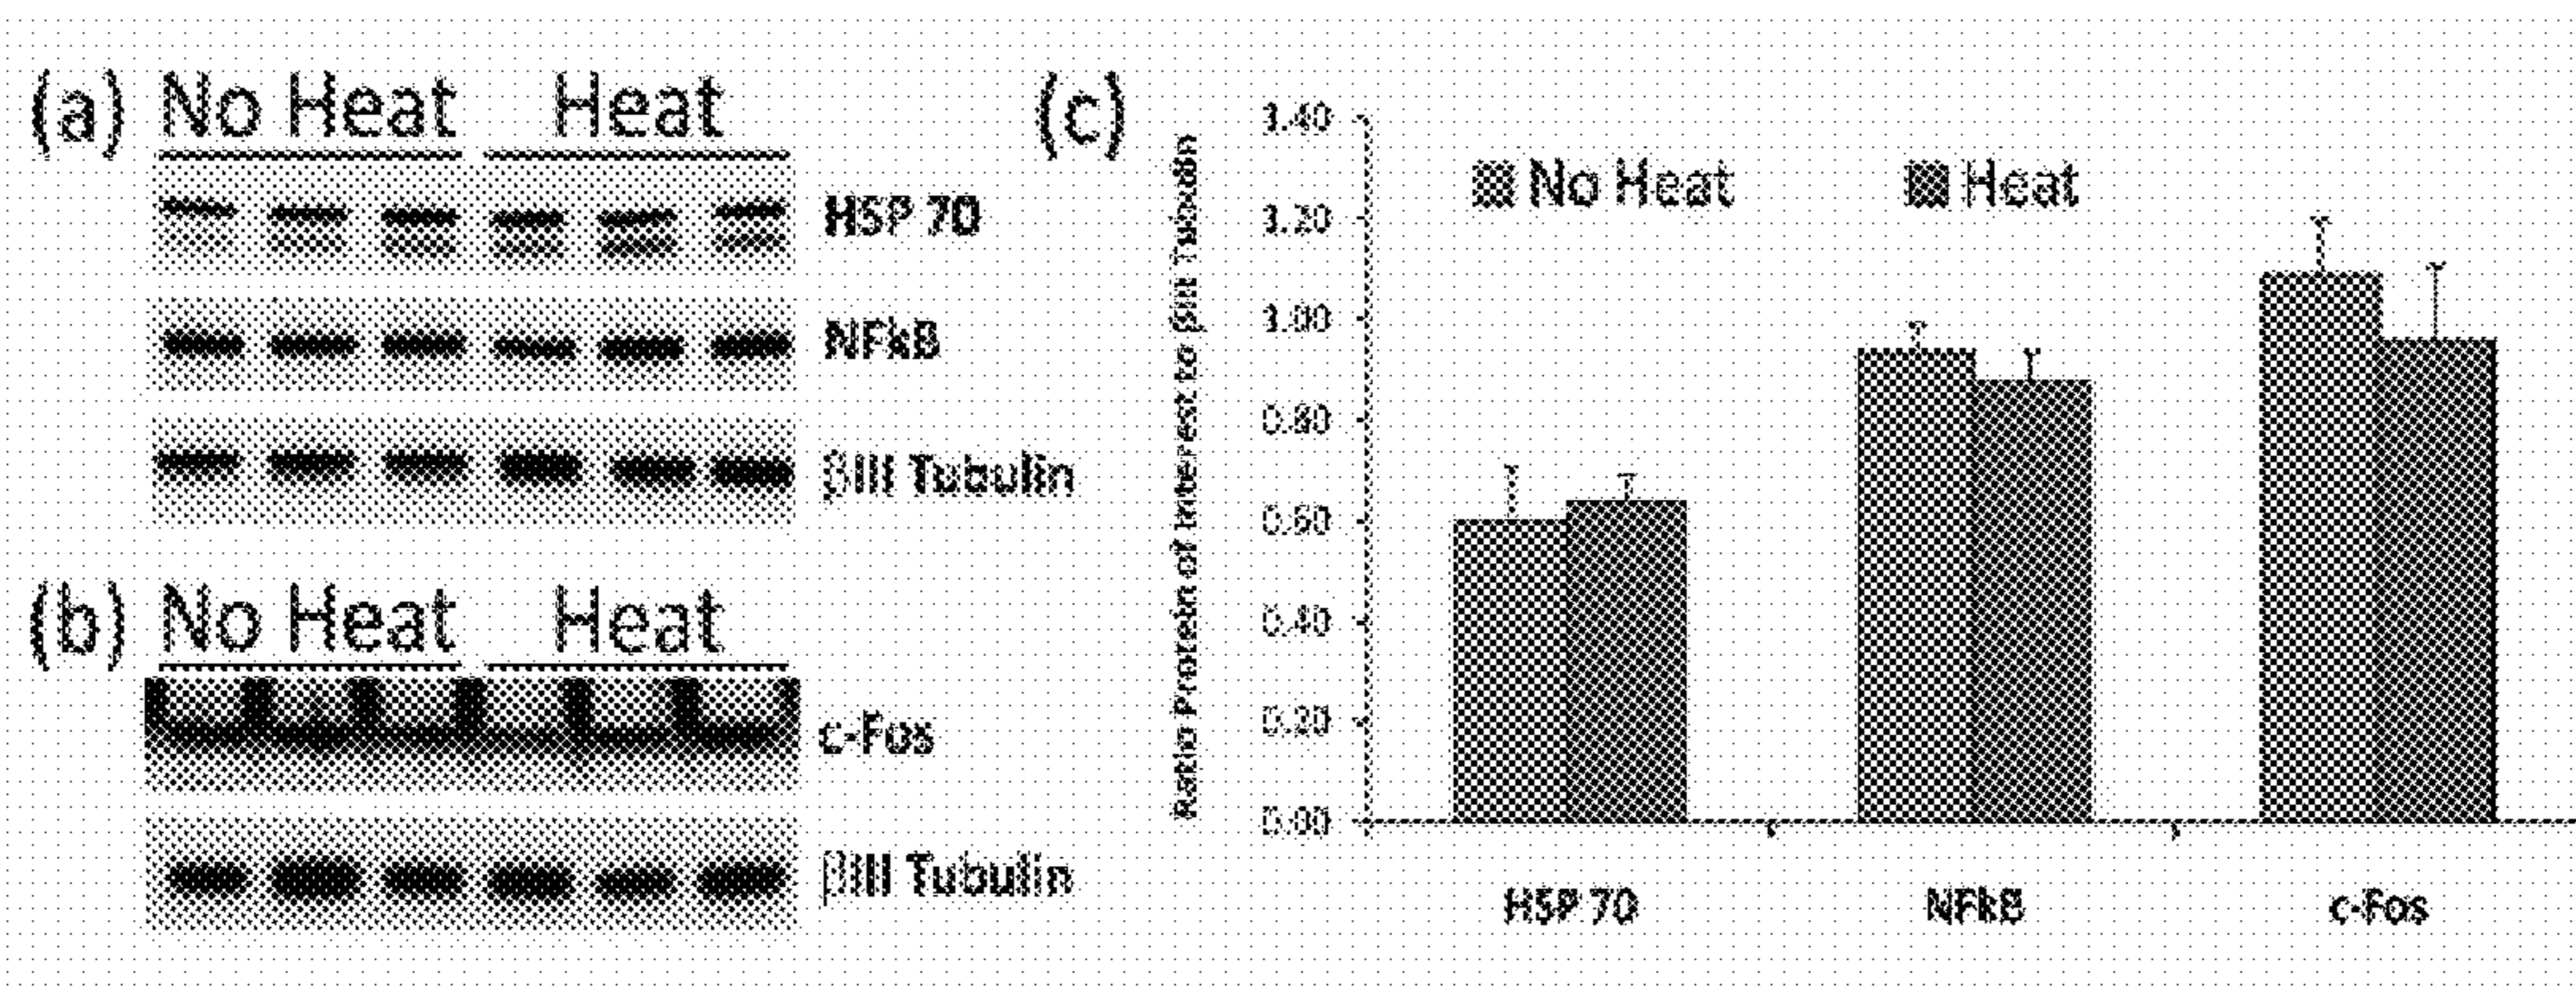 (a) No Heat Heat
HSP 70
NFkB
βIII Tubulin
(b) No Heat Heat
c-Fos
βIII Tubulin
(c)
Ratio Protein of Interest to βIII Tubulin
1.40
1.20
1.00
0.80
0.60
0.40
0.20
0.00
No Heat Heat
HSP 70 NFkB c-Fos